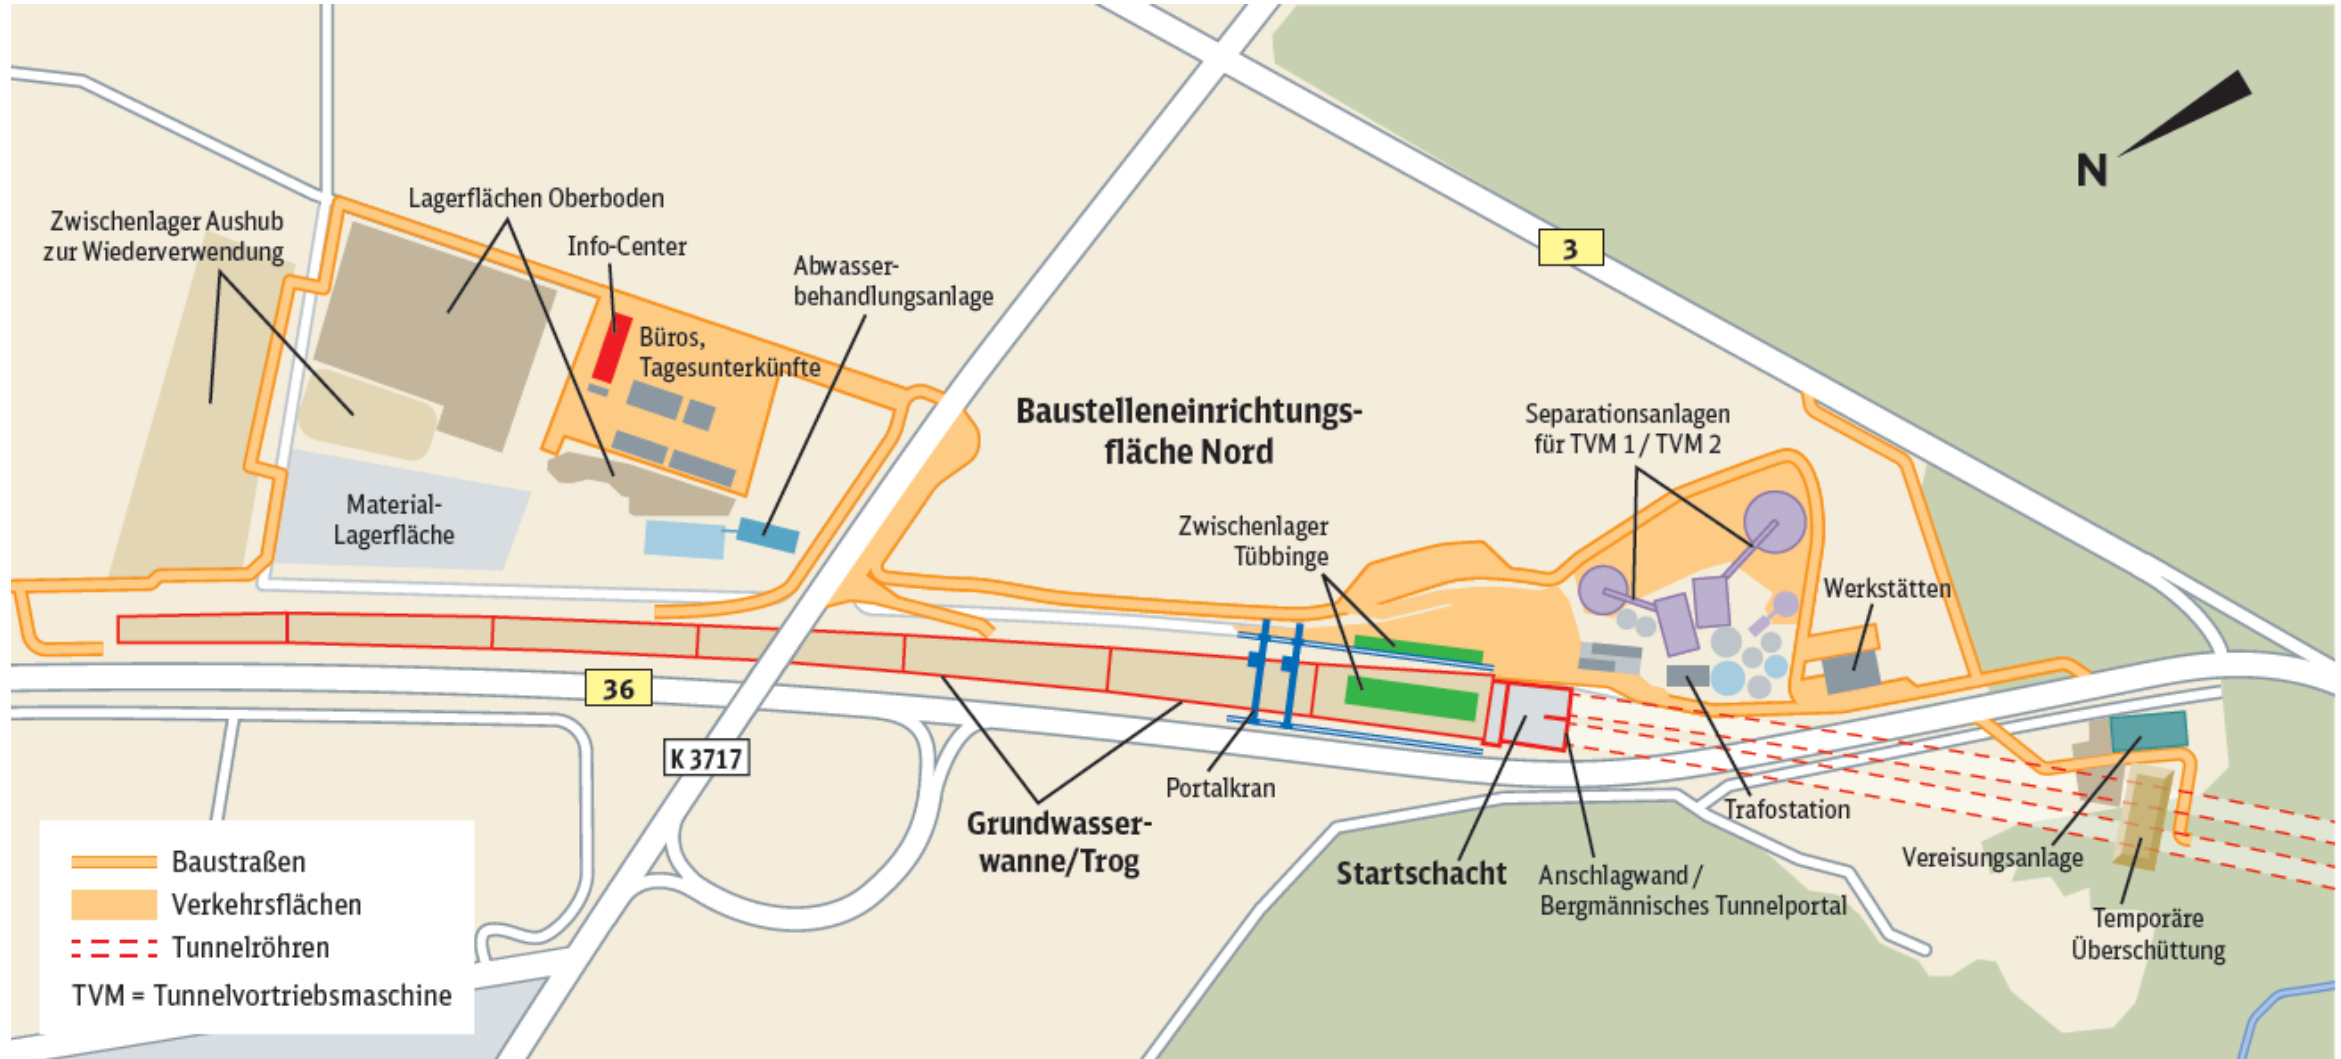 N
Lagerflächen Oberboden
Zwischenlager Aushub
zur Wiederverwendung
Info-Center
Abwasser-
behandlungsanlage
3
Büros,
Tagesunterkünfte
Baustelleneinrichtungs-
fläche Nord
Separationsanlagen
für TVM 1 / TVM 2
Material-
Lagerfläche
Zwischenlager
Tübbinge
Werkstätten
36
K 3717
Portalkran
Grundwasser-
wanne/Trog
Startschacht
Anschlagwand /
Bergmännisches Tunnelportal
Trafostation
Vereisungsanlage
Temporäre
Überschüttung
Baustraßen
Verkehrsflächen
Tunnelröhren
TVM = Tunnelvortriebsmaschine